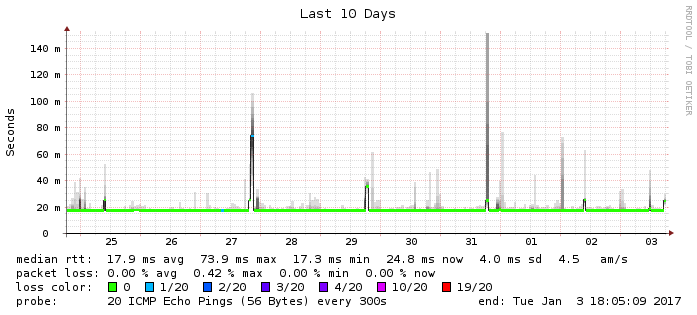 Last 10 Days
RRDTOOL / TOBI OETIKER
Seconds
140 m
120 m
100 m
80 m
60 m
40 m
20 m
0
25 26 27 28 29 30 31 01 02 03
median rtt: 17.9 ms avg 73.9 ms max 17.3 ms min 24.8 ms now 4.0 ms sd 4.5 am/s
packet loss: 0.00 % avg 0.42 % max 0.00 % min 0.00 % now
loss color: 0 1/20 2/20 3/20 4/20 10/20 19/20
probe: 20 ICMP Echo Pings (56 Bytes) every 300s end: Tue Jan 3 18:05:09 2017